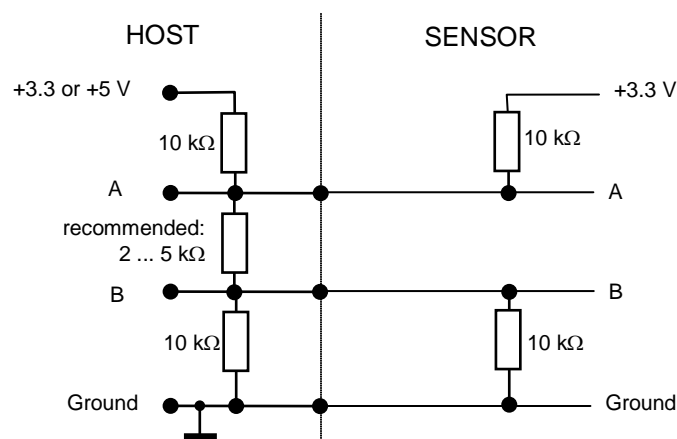 HOST
SENSOR
+3.3 or +5 V
+3.3 V
10 kΩ
10 kΩ
A
A
recommended:
2 ... 5 kΩ
B
B
10 kΩ
10 kΩ
Ground
Ground